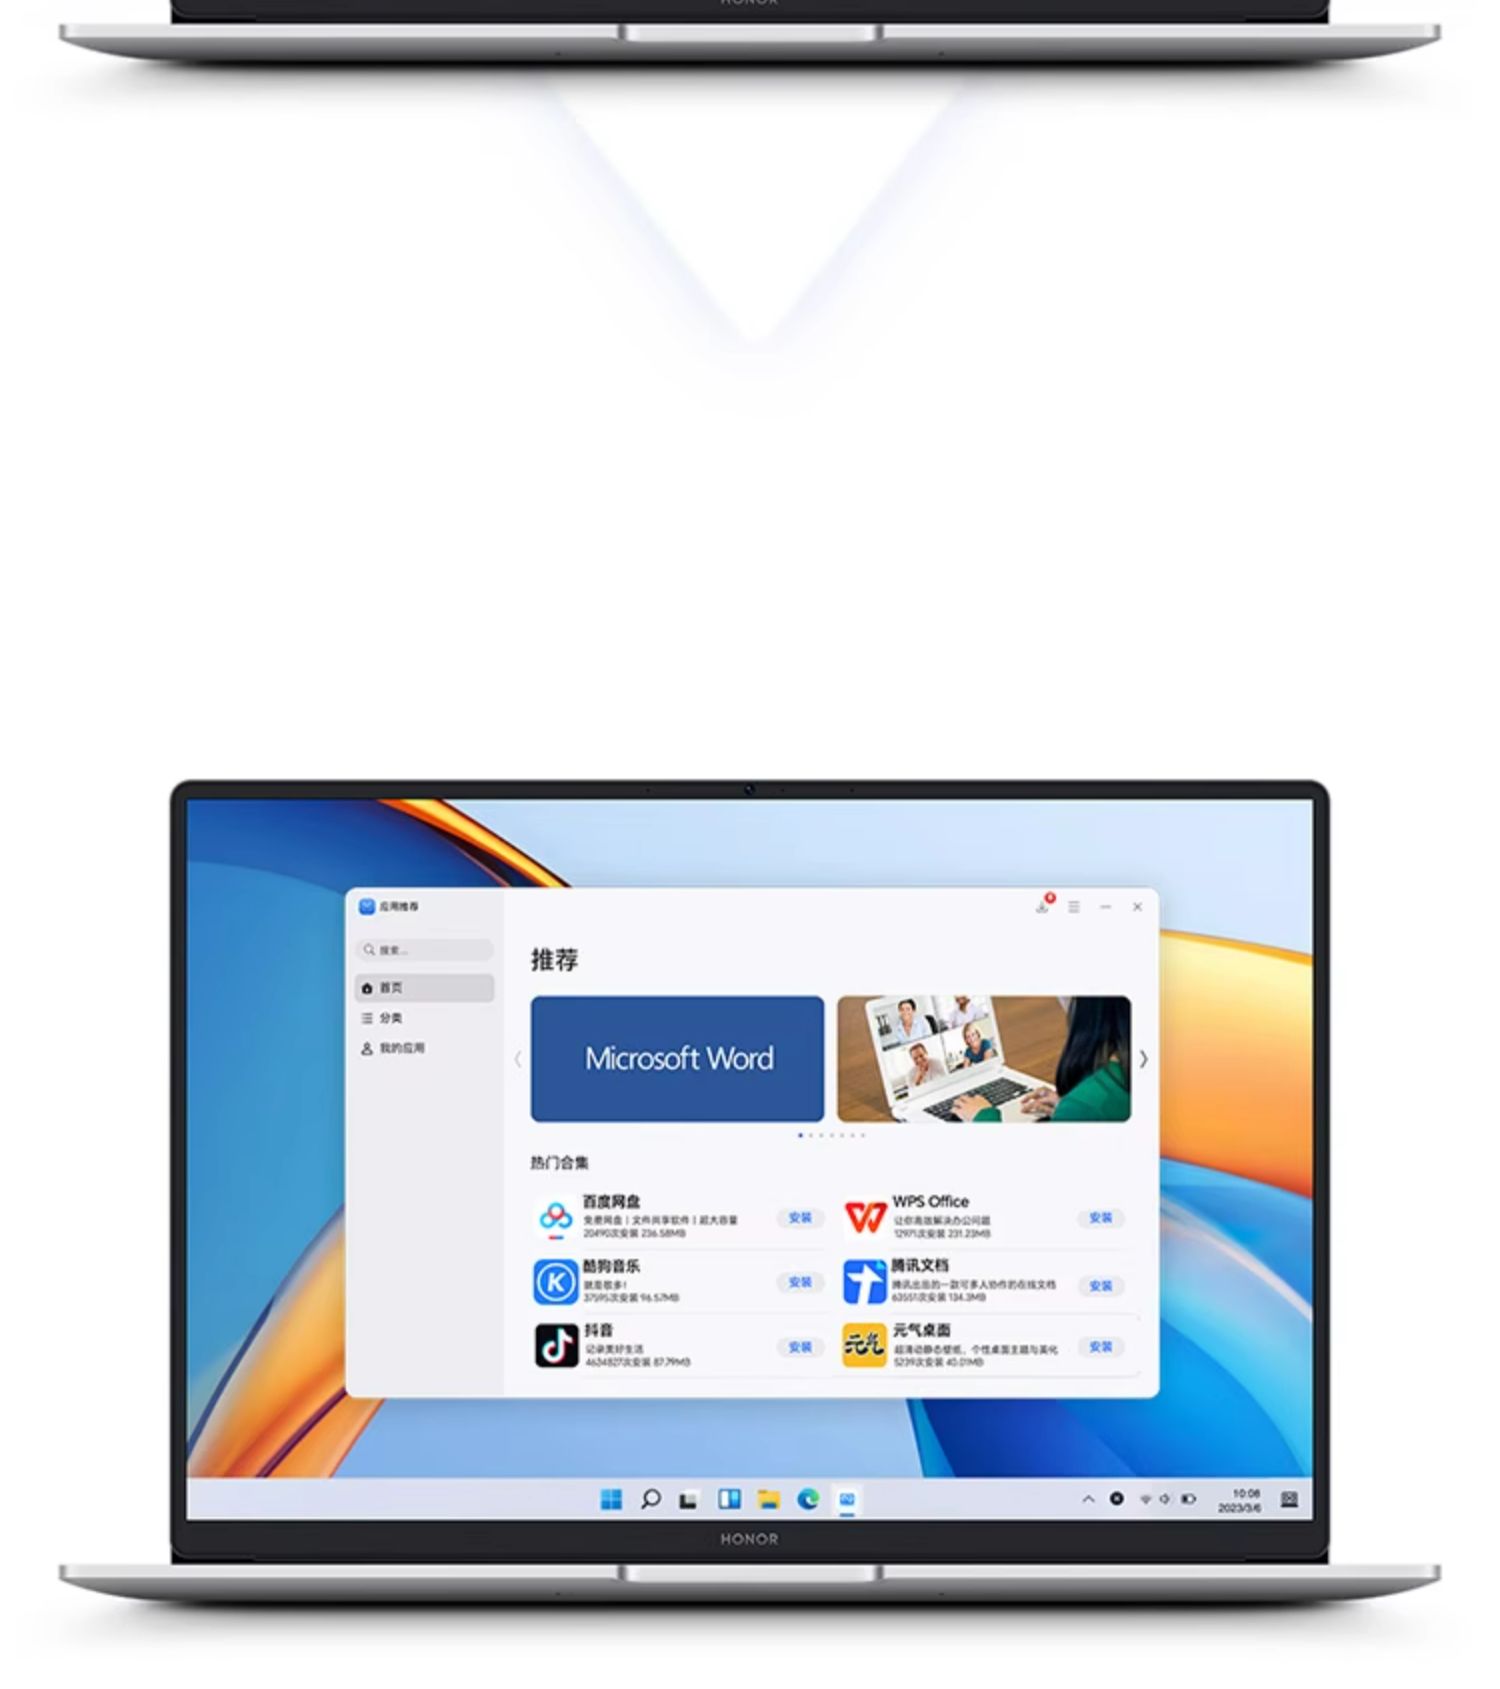 HONOR
应用推荐
搜索...
首页
分类
我的应用
推荐
Microsoft Word
热门合集
百度网盘
免费网盘丨文件共享软件丨超大容量
20490次安装 236.58MB
安装
WPS Office
让你高效解决办公问题
12971次安装 231.23MB
安装
酷狗音乐
就是歌多!
37595次安装 96.57MB
安装
腾讯文档
腾讯出品的一款可多人协作的在线文档
63551次安装 134.3MB
安装
抖音
记录美好生活
4634827次安装 87.79MB
安装
元气桌面
超清动静态壁纸、个性桌面主题与美化
5239次安装 40.01MB
安装
元气
10:08
2023/3/6
HONOR